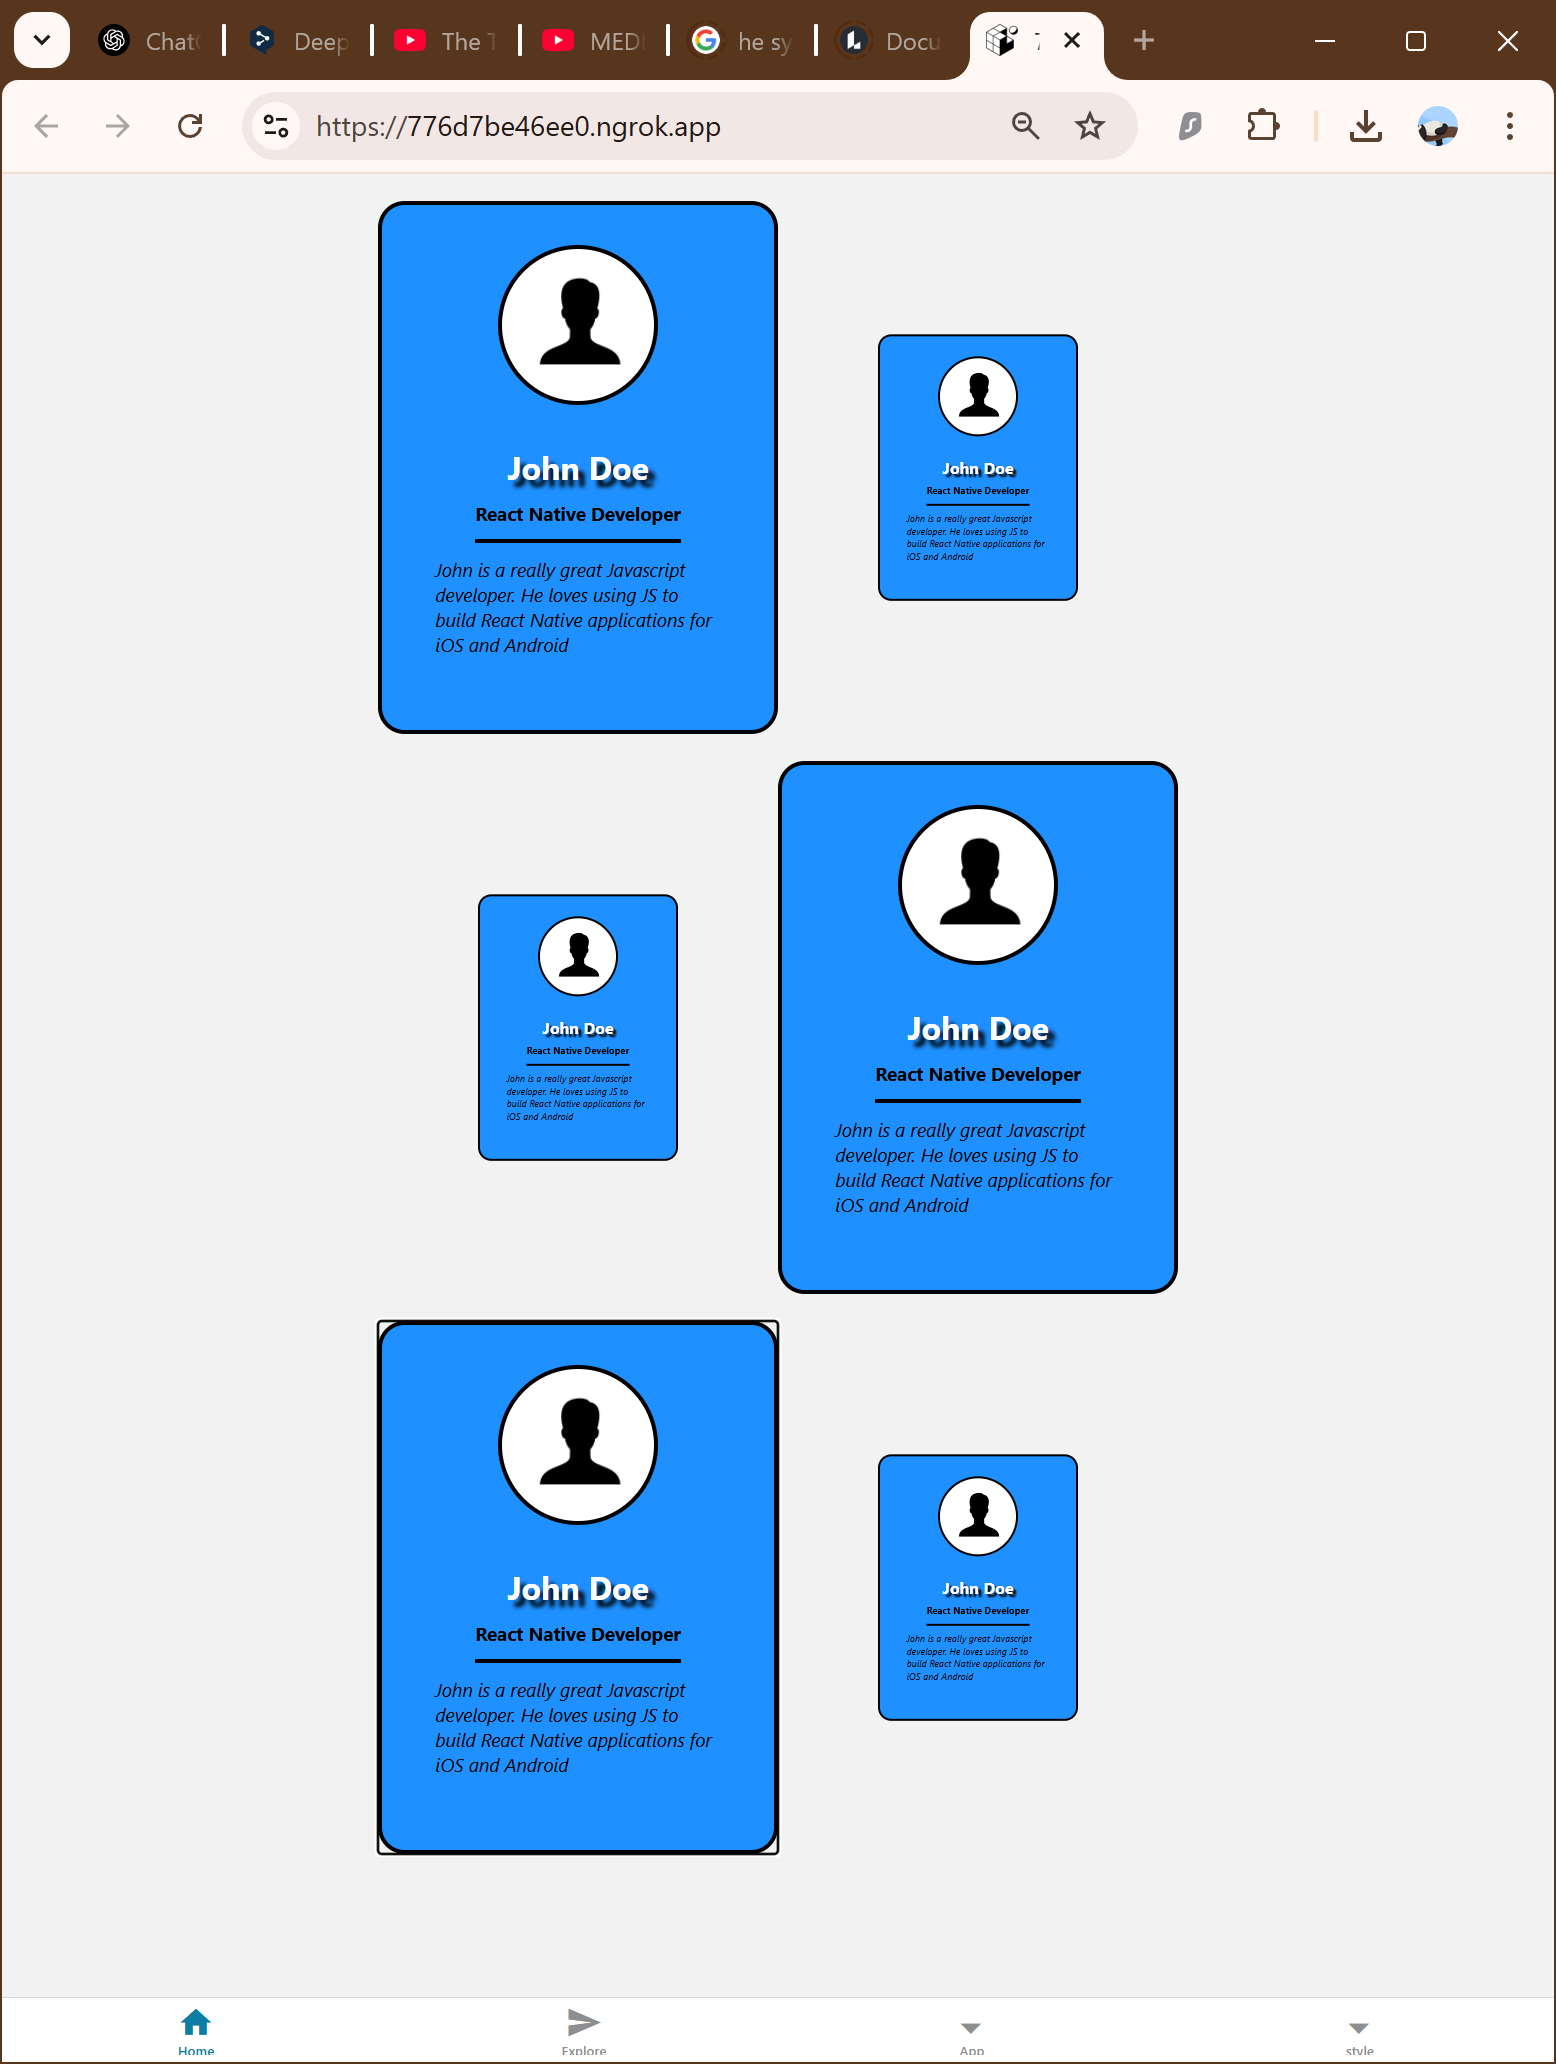 Chat
Deep
The T
MED
he sy
Docu
https://776d7be46ee0.ngrok.app
John Doe
React Native Developer
John is a really great Javascript
developer. He loves using JS to
build React Native applications for
iOS and Android
John Doe
React Native Developer
John is a really great Javascript
developer. He loves using JS to
build React Native applications for
iOS and Android
John Doe
React Native Developer
John is a really great Javascript
developer. He loves using JS to
build React Native applications for
iOS and Android
John Doe
React Native Developer
John is a really great Javascript
developer. He loves using JS to
build React Native applications for
iOS and Android
John Doe
React Native Developer
John is a really great Javascript
developer. He loves using JS to
build React Native applications for
iOS and Android
John Doe
React Native Developer
John is a really great Javascript
developer. He loves using JS to
build React Native applications for
iOS and Android
Home
Explore
App
style